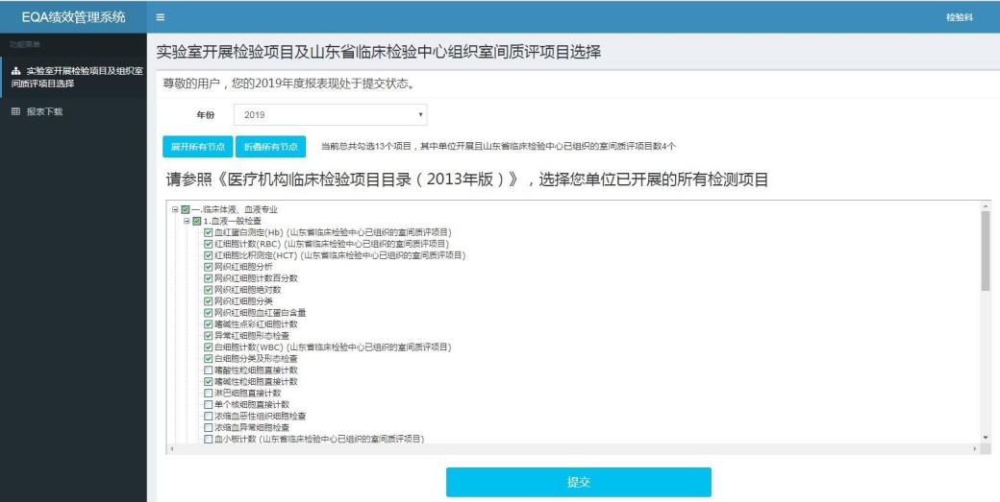 EQA绩效管理系统
检验科
功能菜单
实验室开展检验项目及组织室
间质评项目选择
报表下载
实验室开展检验项目及山东省临床检验中心组织室间质评项目选择
尊敬的用户，您的2019年度报表现处于提交状态。
年份
2019
展开所有节点 折叠所有节点 当前总共勾选13个项目，其中单位开展且山东省临床检验中心已组织的室间质评项目数4个
请参照《医疗机构临床检验项目目录（2013年版）》，选择您单位已开展的所有检测项目
一.临床体液、血液专业
1.血液一般检查
血红蛋白测定(Hb) (山东省临床检验中心已组织的室间质评项目)
红细胞计数(RBC) (山东省临床检验中心已组织的室间质评项目)
红细胞比积测定(HCT) (山东省临床检验中心已组织的室间质评项目)
网织红细胞分析
网织红细胞计数百分数
网织红细胞绝对数
网织红细胞分类
网织红细胞血红蛋白含量
嗜碱性点彩红细胞计数
异常红细胞形态检查
白细胞计数(WBC) (山东省临床检验中心已组织的室间质评项目)
白细胞分类及形态检查
嗜酸性粒细胞直接计数
嗜碱性粒细胞直接计数
淋巴细胞直接计数
单个核细胞直接计数
浓缩血恶性组织细胞检查
浓缩血异常细胞检查
血小板计数 (山东省临床检验中心已组织的室间质评项目)
提交